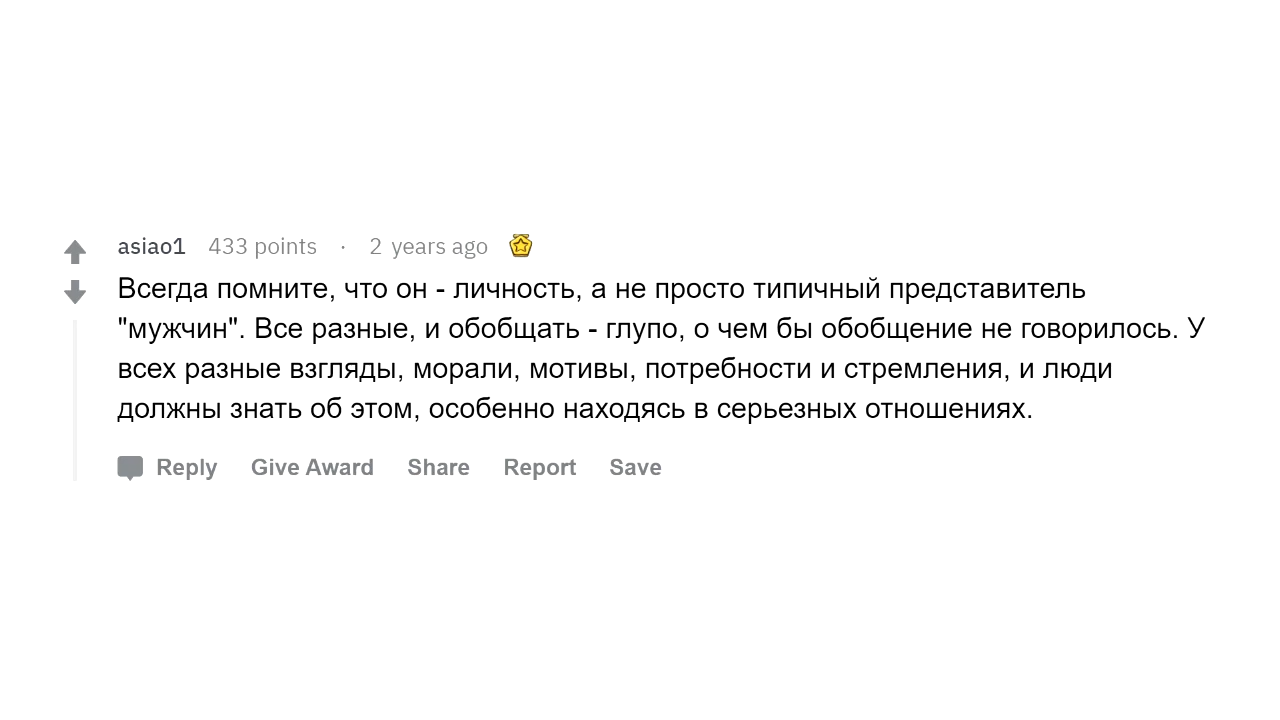 asiao1 433 points · 2 years ago
Всегда помните, что он - личность, а не просто типичный представитель
"мужчин". Все разные, и обобщать - глупо, о чем бы обобщение не говорилось. У
всех разные взгляды, морали, мотивы, потребности и стремления, и люди
должны знать об этом, особенно находясь в серьезных отношениях.
Reply Give Award Share Report Save